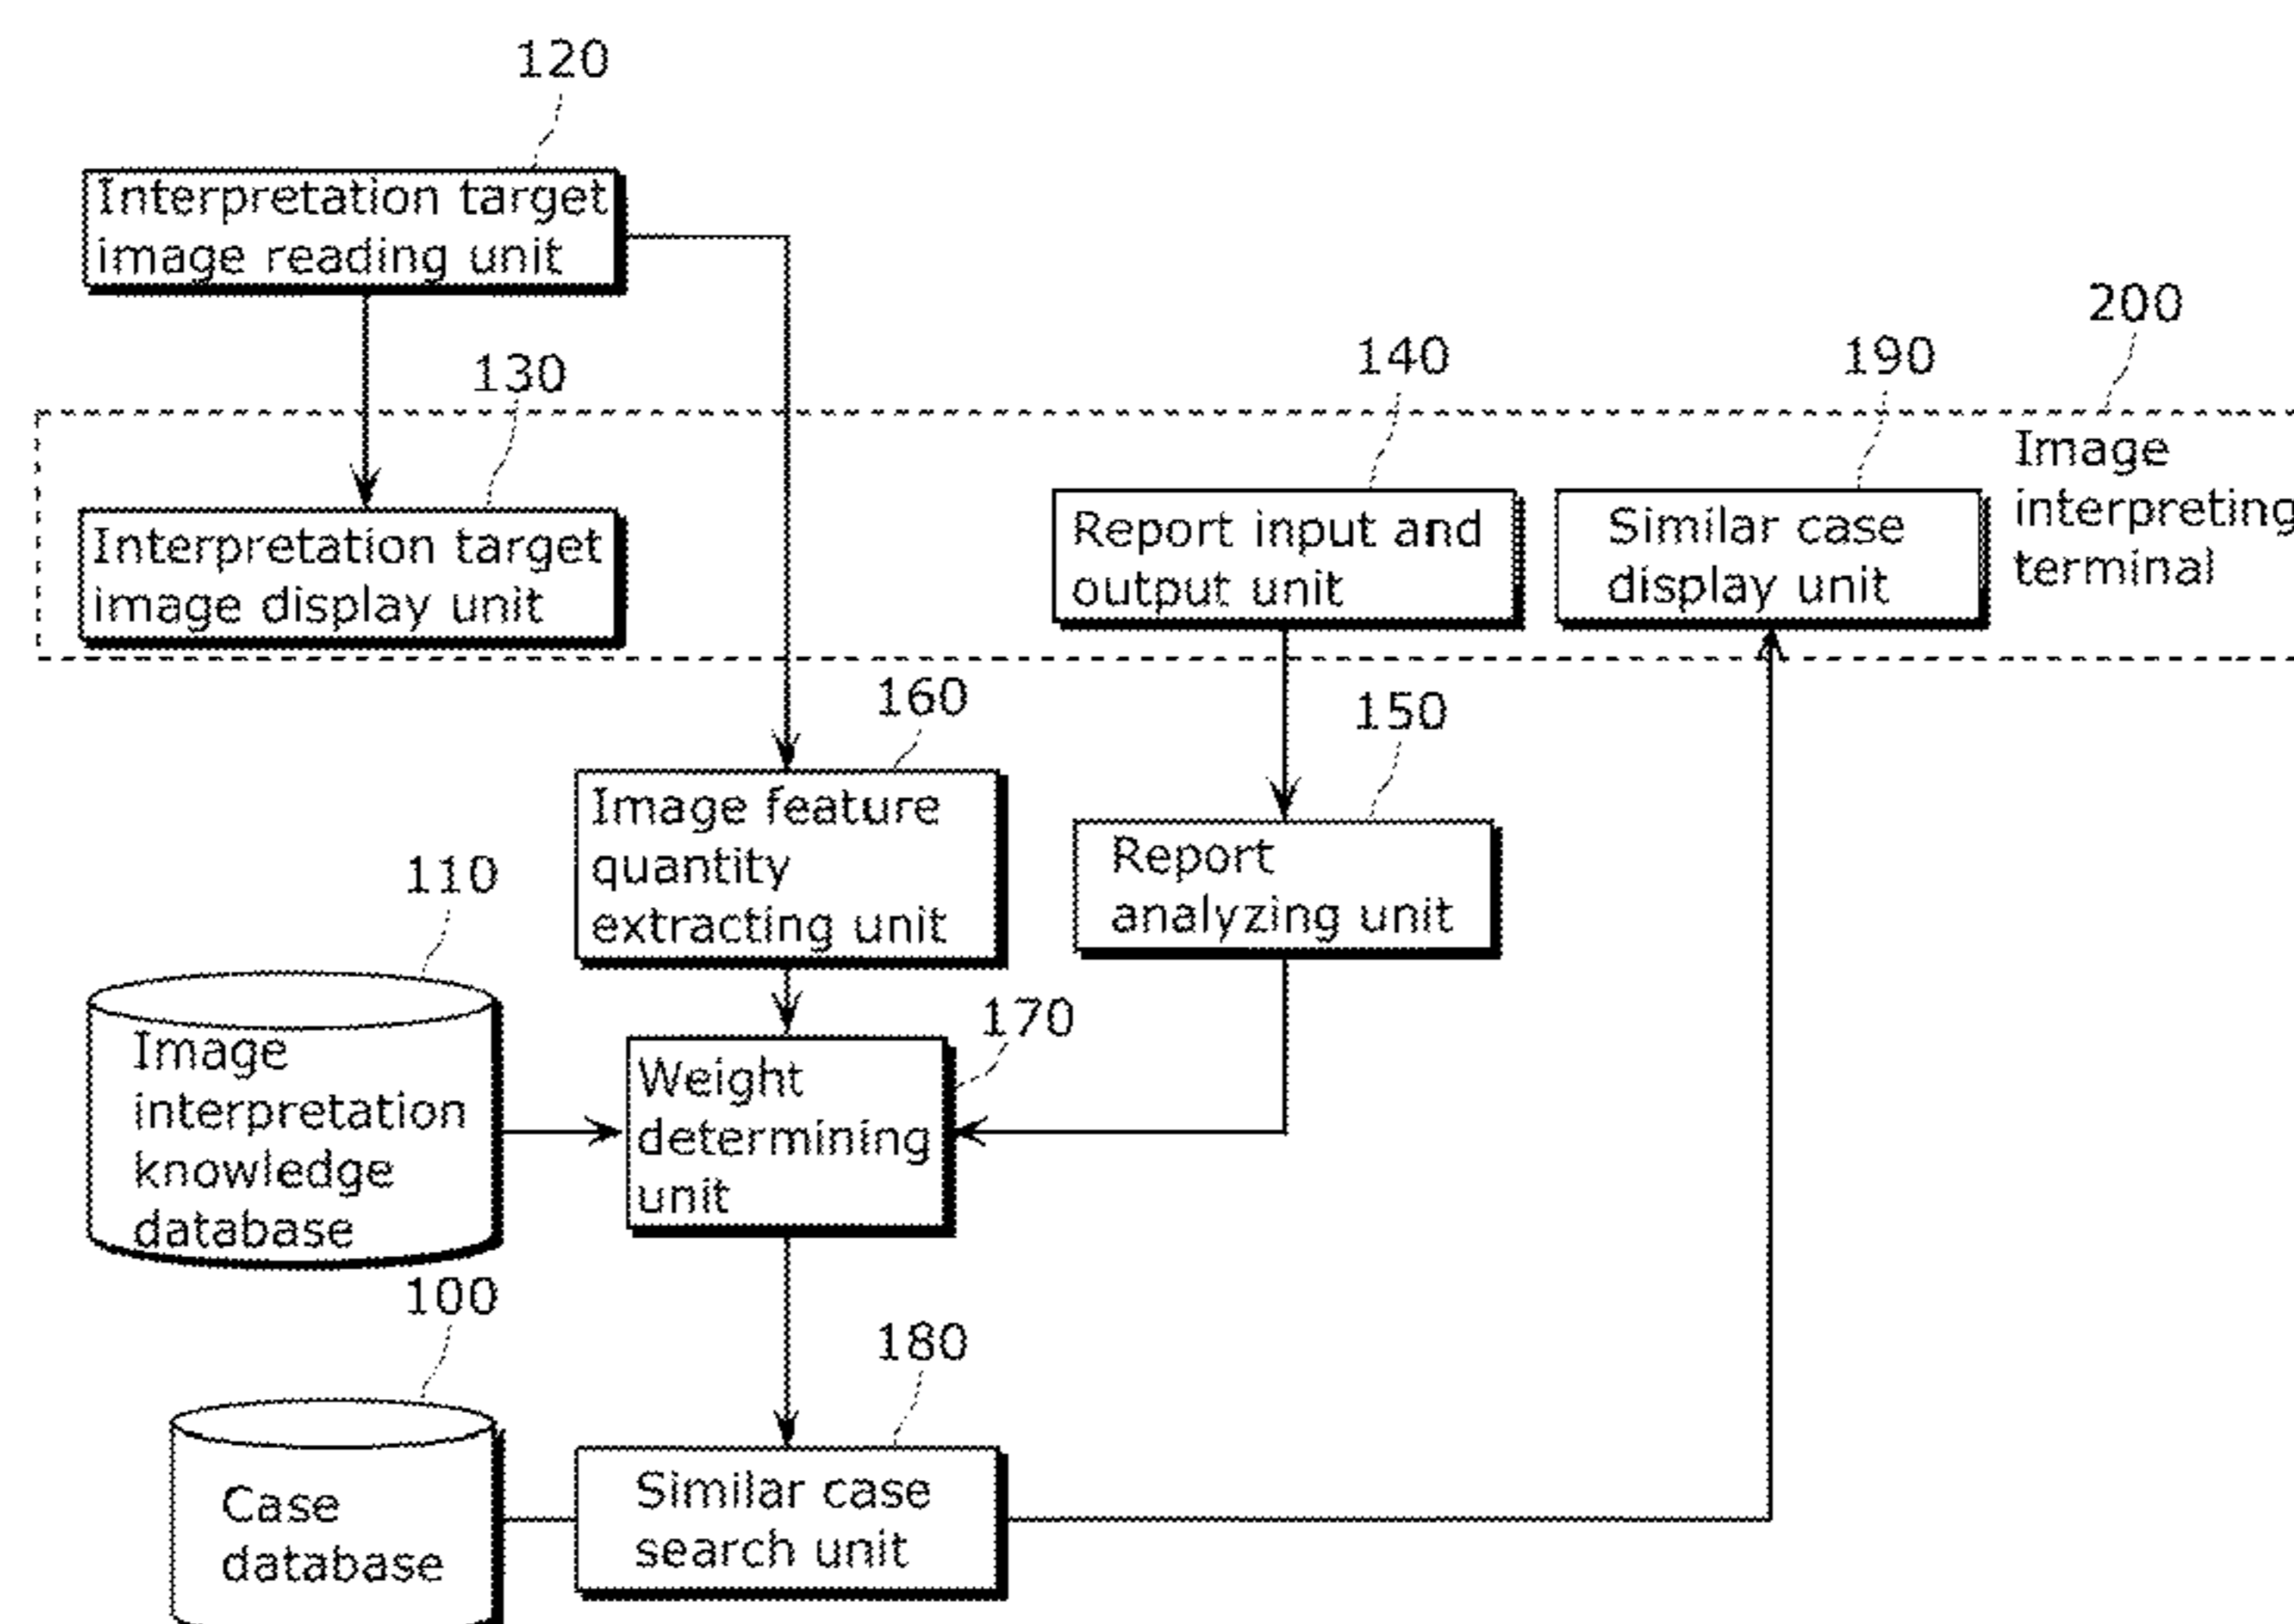 120
Interpretation target
image reading unit
200
140
190
130
Image
interpreting
terminal
Interpretation target
image display unit
Report input and
output unit
Similar case
display unit
160
150
Image feature
quantity
extracting unit
Report
analyzing unit
110
170
Image
interpretation
knowledge
database
Weight
determining
unit
100
180
Case
database
Similar case
search unit